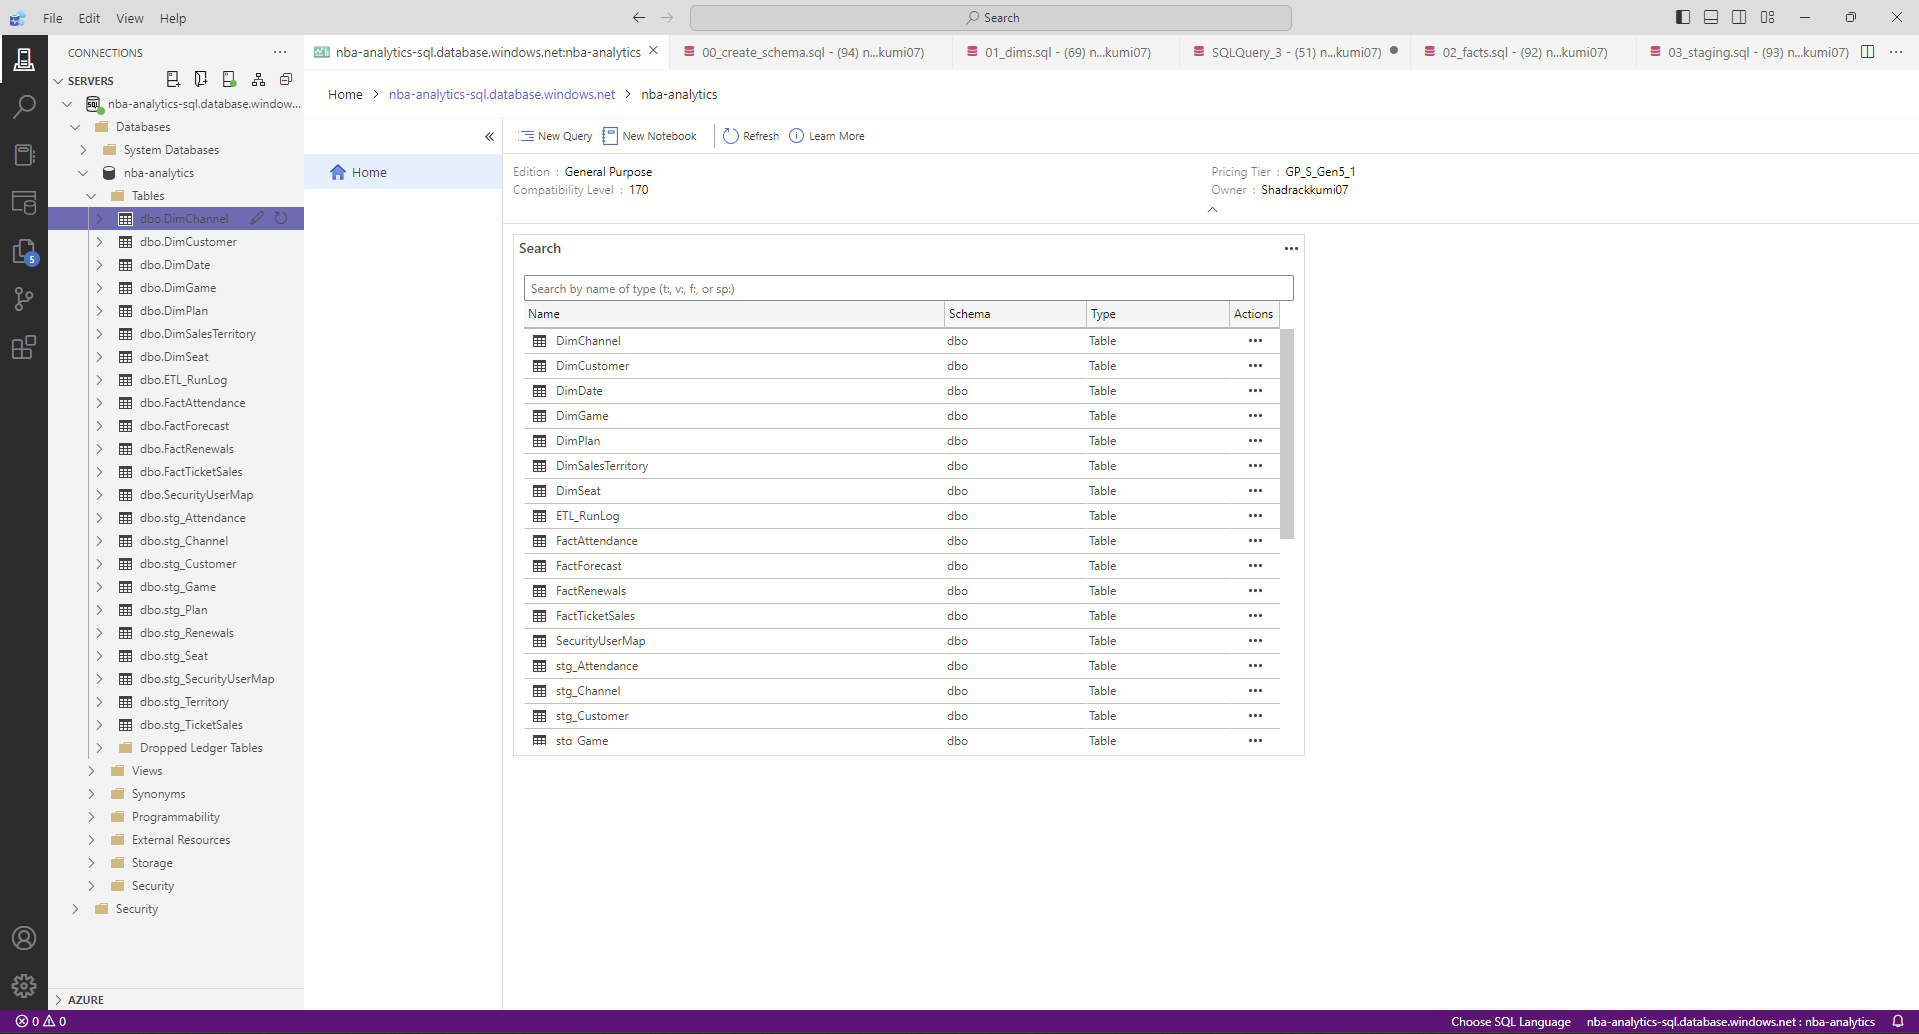 File Edit View Help
Search
CONNECTIONS
SERVERS
nba-analytics-sql.database.window...
Databases
System Databases
nba-analytics
Tables
dbo.DimChannel
dbo.DimCustomer
dbo.DimDate
dbo.DimGame
dbo.DimPlan
dbo.DimSalesTerritory
dbo.DimSeat
dbo.ETL_RunLog
dbo.FactAttendance
dbo.FactForecast
dbo.FactRenewals
dbo.FactTicketSales
dbo.SecurityUserMap
dbo.stg_Attendance
dbo.stg_Channel
dbo.stg_Customer
dbo.stg_Game
dbo.stg_Plan
dbo.stg_Renewals
dbo.stg_Seat
dbo.stg_SecurityUserMap
dbo.stg_Territory
dbo.stg_TicketSales
Dropped Ledger Tables
Views
Synonyms
Programmability
External Resources
Storage
Security
Security
AZURE
5
nba-analytics-sql.database.windows.net:nba-analytics
00_create_schema.sql - (94) n...kumi07)
01_dims.sql - (69) n...kumi07)
SQLQuery_3 - (51) n...kumi07)
02_facts.sql - (92) n...kumi07)
03_staging.sql - (93) n...kumi07)
Home > nba-analytics-sql.database.windows.net > nba-analytics
Home
New Query New Notebook Refresh Learn More
Edition : General Purpose
Compatibility Level : 170
Pricing Tier : GP_S_Gen5_1
Owner : Shadrackkumi07
Search
Search by name of type (t:, v:, f:, or sp:)
Name Schema Type Actions
DimChannel dbo Table
DimCustomer dbo Table
DimDate dbo Table
DimGame dbo Table
DimPlan dbo Table
DimSalesTerritory dbo Table
DimSeat dbo Table
ETL_RunLog dbo Table
FactAttendance dbo Table
FactForecast dbo Table
FactRenewals dbo Table
FactTicketSales dbo Table
SecurityUserMap dbo Table
stg_Attendance dbo Table
stg_Channel dbo Table
stg_Customer dbo Table
stg_Game dbo Table
0 0
Choose SQL Language nba-analytics-sql.database.windows.net : nba-analytics